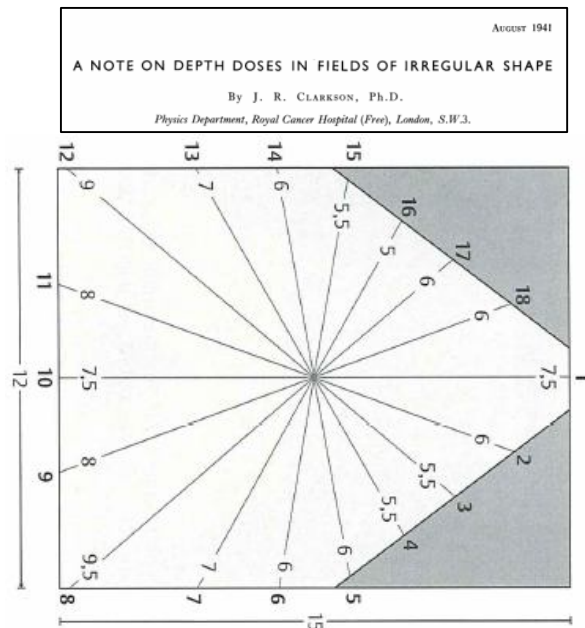 AUGUST 1941
A NOTE ON DEPTH DOSES IN FIELDS OF IRREGULAR SHAPE
By J. R. CLARKSON, Ph.D.
Physics Department, Royal Cancer Hospital (Free), London, S.W.3.
12 13 14 15
9 7 6 5,5 16
5 17
6 18
11 8 6
12 10 7,5 7,5 1
9 8 6 2
5,5 3
5,5 4
9,5 7 6 6
8 7 6 5
15